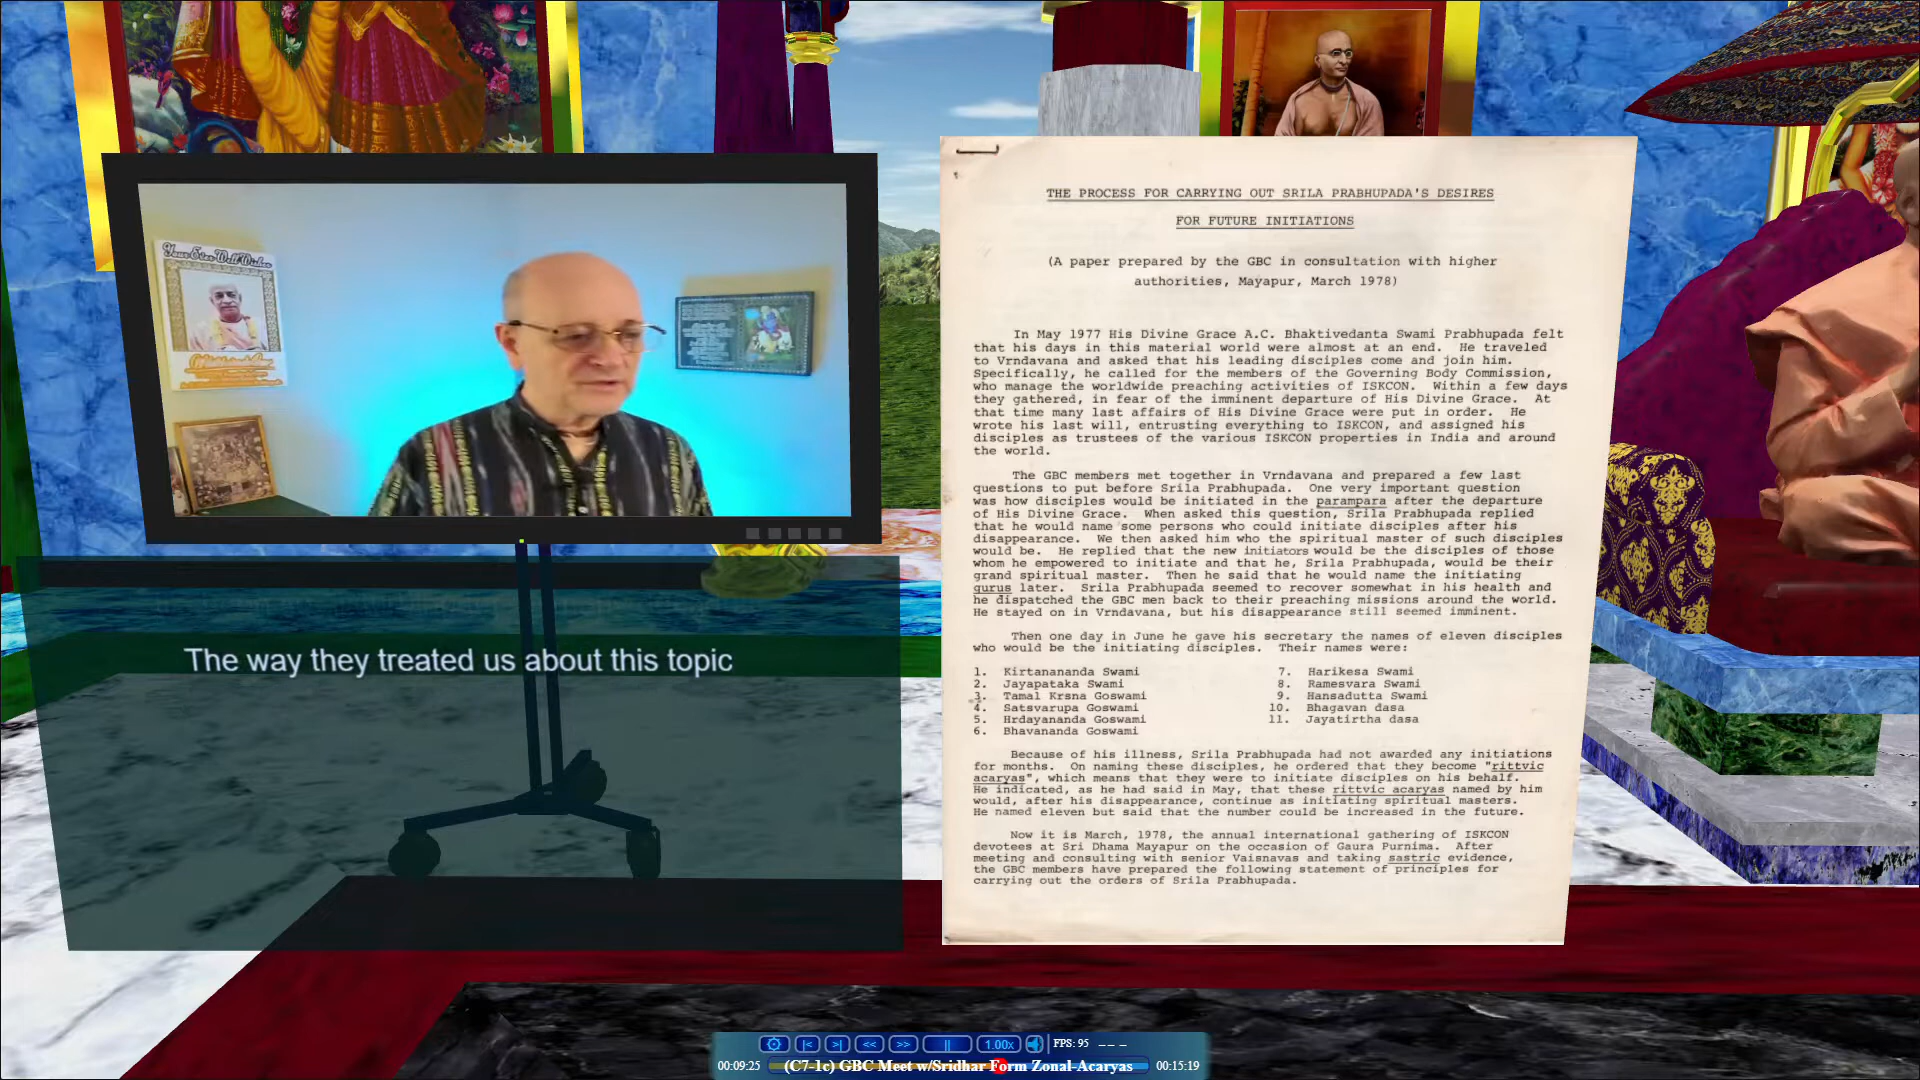 Your Ever Well Wisher
THE PROCESS FOR CARRYING OUT SRILA PRABHUPADA'S DESIRES
FOR FUTURE INITIATIONS
(A paper prepared by the GBC in consultation with higher
authorities, Mayapur, March 1978)
In May 1977 His Divine Grace A.C. Bhaktivedanta Swami Prabhupada felt
that his days in this material world were almost at an end. He traveled
to Vrndavana and asked that his leading disciples come and join him.
Specifically, he called for the members of the Governing Body Commission,
who manage the worldwide preaching activities of ISKCON. Within a few days
they gathered, in fear of the imminent departure of His Divine Grace. At
that time many last affairs of His Divine Grace were put in order. He
wrote his last will, entrusting everything to ISKCON, and assigned his
disciples as trustees of the various ISKCON properties in India and around
the world.
The GBC members met together in Vrndavana and prepared a few last
questions to put before Srila Prabhupada. One very important question
was how disciples would be initiated in the parampara after the departure
of His Divine Grace. When asked this question, Srila Prabhupada replied
that he would name some persons who could initiate disciples after his
disappearance. We then asked him who the spiritual master of such disciples
would be. He replied that the new initiators would be the disciples of those
whom he empowered to initiate and that he, Srila Prabhupada, would be their
grand spiritual master. Then he said that he would name the initiating
gurus later. Srila Prabhupada seemed to recover somewhat in his health and
he dispatched the GBC men back to their preaching missions around the world.
He stayed on in Vrndavana, but his disappearance still seemed imminent.
Then one day in June he gave his secretary the names of eleven disciples
who would be the initiating disciples. Their names were:
1. Kirtanananda Swami
2. Jayapataka Swami
3. Tamal Krsna Goswami
4. Satsvarupa Goswami
5. Hrdayananda Goswami
6. Bhavananda Goswami
7. Harikesa Swami
8. Ramesvara Swami
9. Hansadutta Swami
10. Bhagavan dasa
11. Jayatirtha dasa
Because of his illness, Srila Prabhupada had not awarded any initiations
for months. On naming these disciples, he ordered that they become "rittvic
acaryas", which means that they were to initiate disciples on his behalf.
He indicated, as he had said in May, that these rittvic acaryas named by him
would, after his disappearance, continue as initiating spiritual masters.
He named eleven but said that the number could be increased in the future.
Now it is March, 1978, the annual international gathering of ISKCON
devotees at Sri Dhama Mayapur on the occasion of Gaura Purnima. After
meeting and consulting with senior Vaisnavas and taking sastric evidence,
the GBC members have prepared the following statement of principles for
carrying out the orders of Srila Prabhupada.
The way they treated us about this topic
|< >| << >> || 1.00x FPS: 95 _ _ _
00:09:25 (C7-1c) GBC Meet w/Sridhar Form Zonal-Acaryas 00:15:19